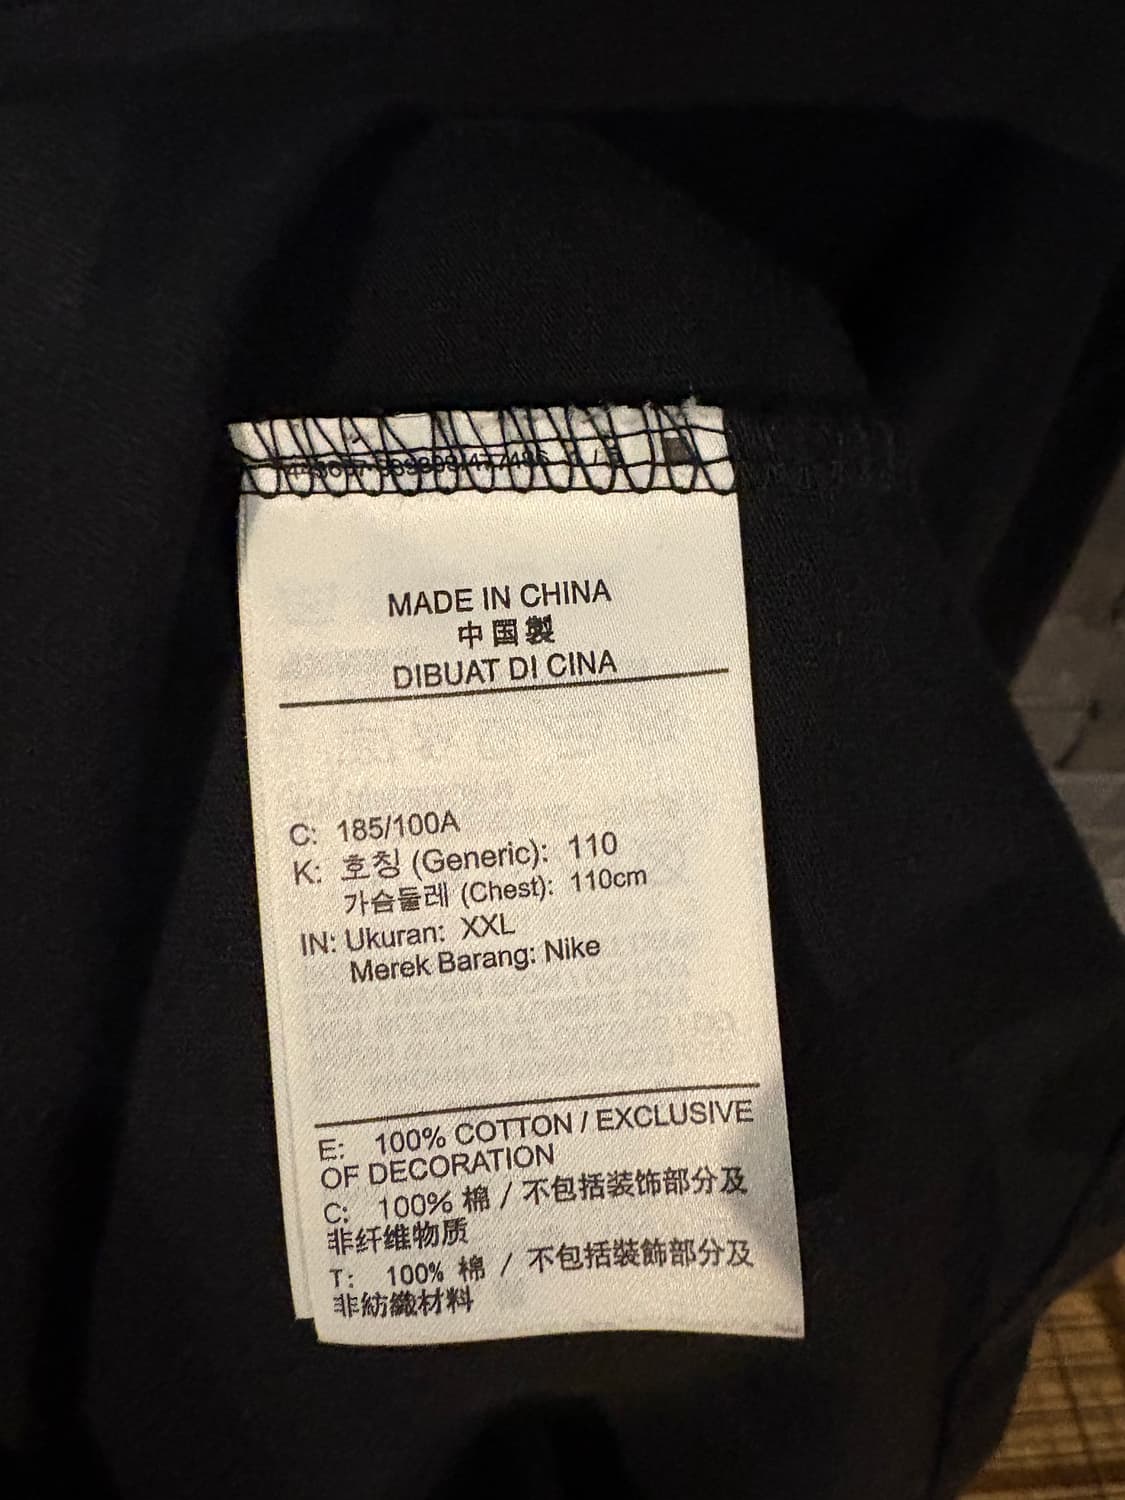 MADE IN CHINA
中国製
DIBUAT DI CINA
C: 185/100A
K: 호칭 (Generic): 110
가슴둘레 (Chest): 110cm
IN: Ukuran: XXL
Merek Barang: Nike
E: 100% COTTON / EXCLUSIVE
OF DECORATION
C: 100% 棉 / 不包括装饰部分及
非纤维物质
T: 100% 棉 / 不包括裝飾部分及
非紡織材料